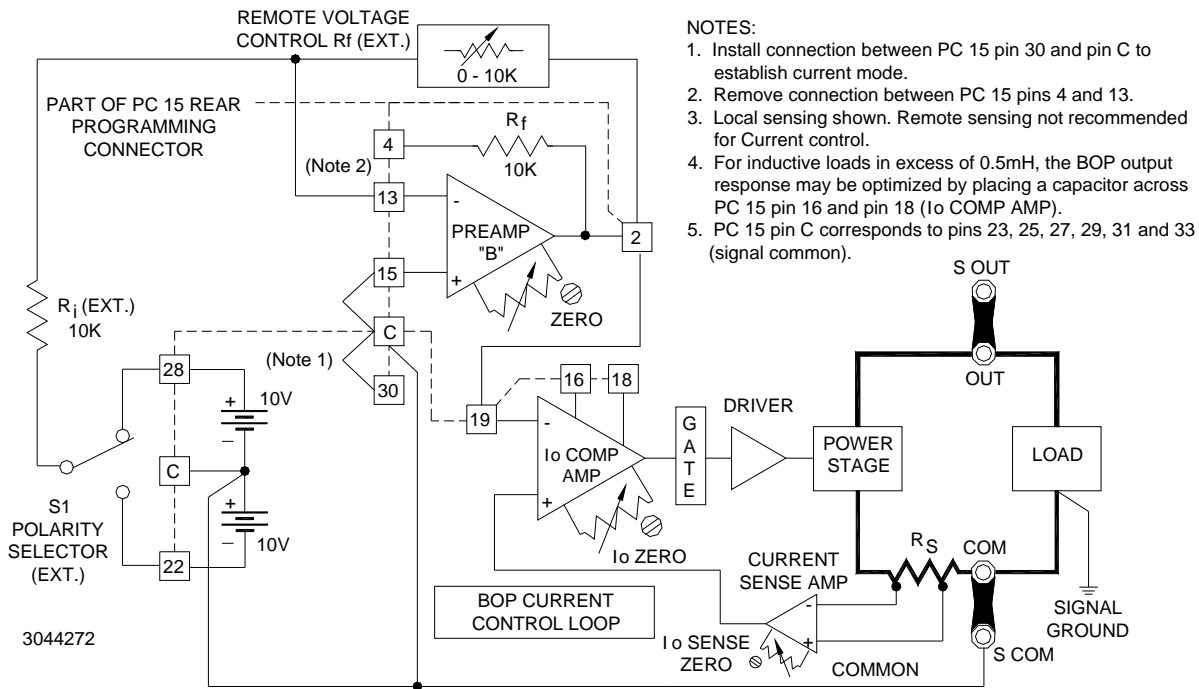 REMOTE VOLTAGE
CONTROL Rf (EXT.)
0 - 10K
PART OF PC 15 REAR
PROGRAMMING
CONNECTOR
Rf
10K
4
(Note 2)
13
-
PREAMP
"B"
+
2
15
ZERO
Ri (EXT.)
10K
C
(Note 1)
30
28
+
10V
–
C
+
10V
–
22
S1
POLARITY
SELECTOR
(EXT.)
19
16
18
-
Io COMP
AMP
+
Io ZERO
GATE
DRIVER
POWER
STAGE
LOAD
S OUT
OUT
RS
COM
CURRENT
SENSE AMP
-
+
Io SENSE
ZERO
COMMON
S COM
SIGNAL
GROUND
BOP CURRENT
CONTROL LOOP
3044272
NOTES:
1. Install connection between PC 15 pin 30 and pin C to
establish current mode.
2. Remove connection between PC 15 pins 4 and 13.
3. Local sensing shown. Remote sensing not recommended
for Current control.
4. For inductive loads in excess of 0.5mH, the BOP output
response may be optimized by placing a capacitor across
PC 15 pin 16 and pin 18 (Io COMP AMP).
5. PC 15 pin C corresponds to pins 23, 25, 27, 29, 31 and 33
(signal common).